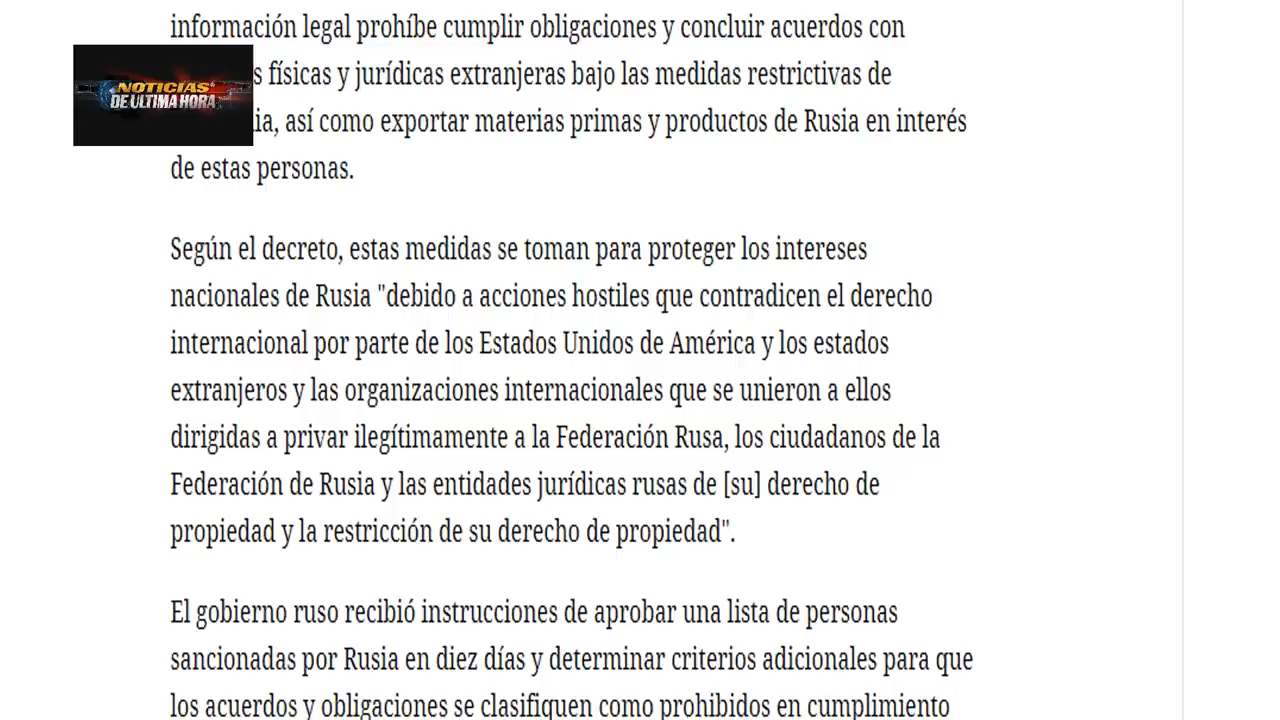 información legal prohíbe cumplir obligaciones y concluir acuerdos con
s físicas y jurídicas extranjeras bajo las medidas restrictivas de
NOTICIAS
DE ULTIMA HORA
ia, así como exportar materias primas y productos de Rusia en interés
de estas personas.
Según el decreto, estas medidas se toman para proteger los intereses
nacionales de Rusia "debido a acciones hostiles que contradicen el derecho
internacional por parte de los Estados Unidos de América y los estados
extranjeros y las organizaciones internacionales que se unieron a ellos
dirigidas a privar ilegítimamente a la Federación Rusa, los ciudadanos de la
Federación de Rusia y las entidades jurídicas rusas de [su] derecho de
propiedad y la restricción de su derecho de propiedad".
El gobierno ruso recibió instrucciones de aprobar una lista de personas
sancionadas por Rusia en diez días y determinar criterios adicionales para que
los acuerdos y obligaciones se clasifiquen como prohibidos en cumplimiento